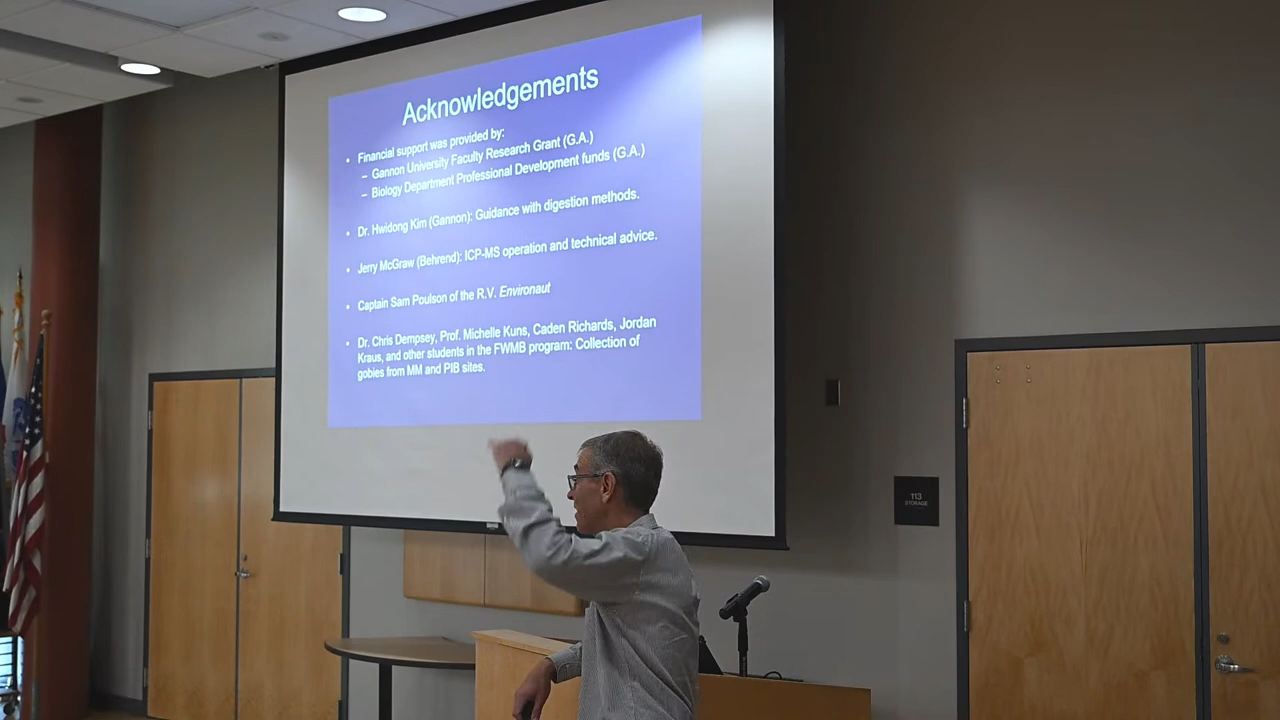 Acknowledgements
• Financial support was provided by:
– Gannon University Faculty Research Grant (G.A.)
– Biology Department Professional Development funds (G.A.)
• Dr. Hwidong Kim (Gannon): Guidance with digestion methods.
• Jerry McGraw (Behrend): ICP-MS operation and technical advice.
• Captain Sam Poulson of the R.V. Environaut
• Dr. Chris Dempsey, Prof. Michelle Kuns, Caden Richards, Jordan
Kraus, and other students in the FWMB program: Collection of
gobies from MM and PIB sites.
113
STORAGE